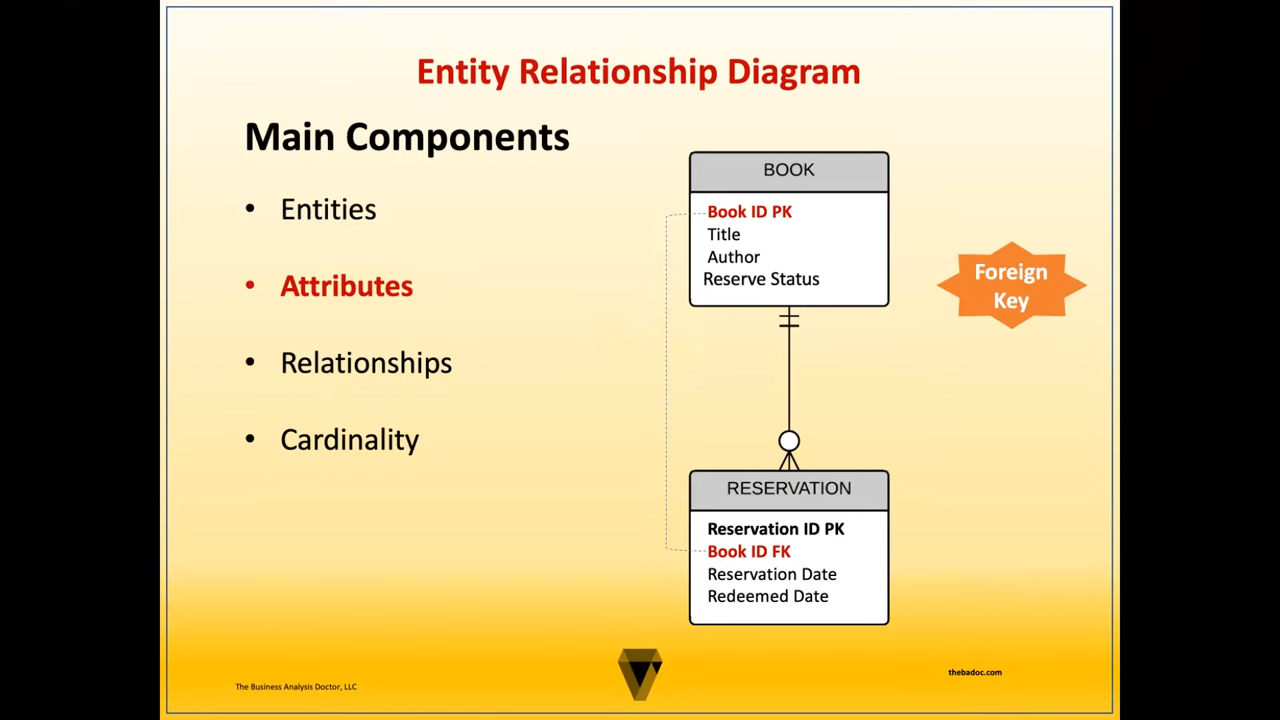 Entity Relationship Diagram
Main Components
• Entities
• Attributes
• Relationships
• Cardinality
BOOK
Book ID PK
Title
Author
Reserve Status
Foreign
Key
RESERVATION
Reservation ID PK
Book ID FK
Reservation Date
Redeemed Date
The Business Analysis Doctor, LLC
thebadoc.com